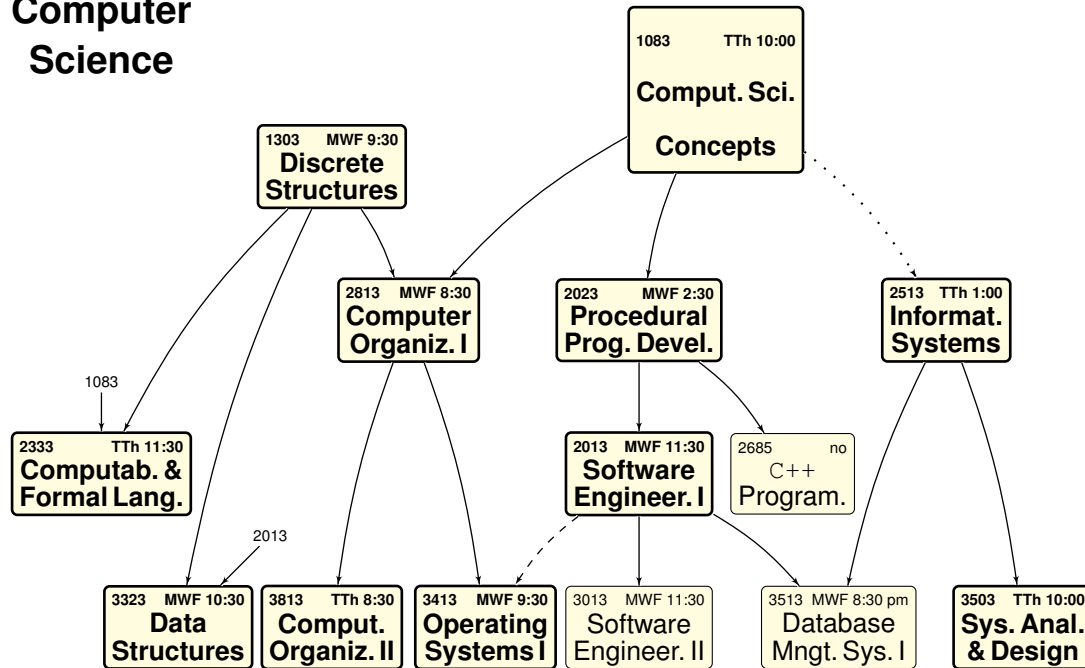 Computer
Science
1083 TTh 10:00
Comput. Sci.
Concepts
1303 MWF 9:30
Discrete
Structures
2813 MWF 8:30
Computer
Organiz. I
2023 MWF 2:30
Procedural
Prog. Devel.
2513 TTh 1:00
Informat.
Systems
1083
2333 TTh 11:30
Computab. &
Formal Lang.
2013 MWF 11:30
Software
Engineer. I
2685 no
C++
Program.
2013
3323 MWF 10:30
Data
Structures
3813 TTh 8:30
Comput.
Organiz. II
3413 MWF 9:30
Operating
Systems I
3013 MWF 11:30
Software
Engineer. II
3513 MWF 8:30 pm
Database
Mngt. Sys. I
3503 TTh 10:00
Sys. Anal.
& Design